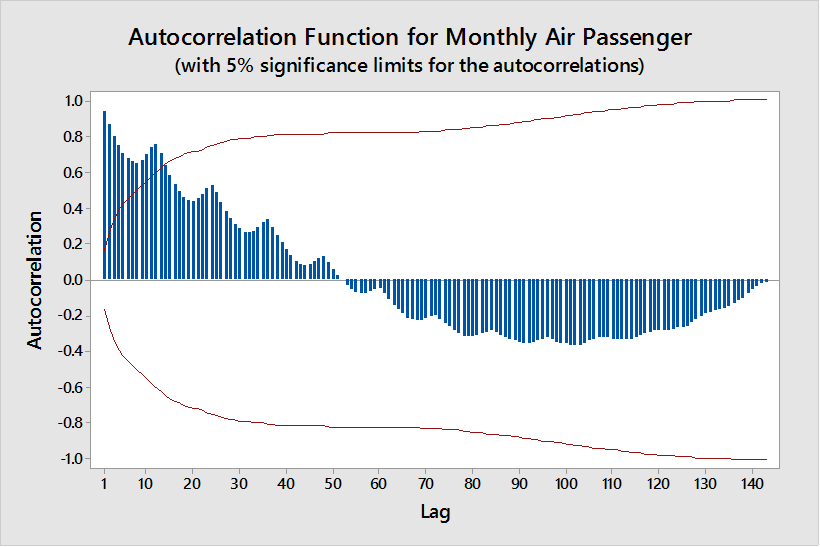 Autocorrelation Function for Monthly Air Passenger
(with 5% significance limits for the autocorrelations)
Autocorrelation
1.0
0.8
0.6
0.4
0.2
0.0
-0.2
-0.4
-0.6
-0.8
-1.0
1 10 20 30 40 50 60 70 80 90 100 110 120 130 140
Lag